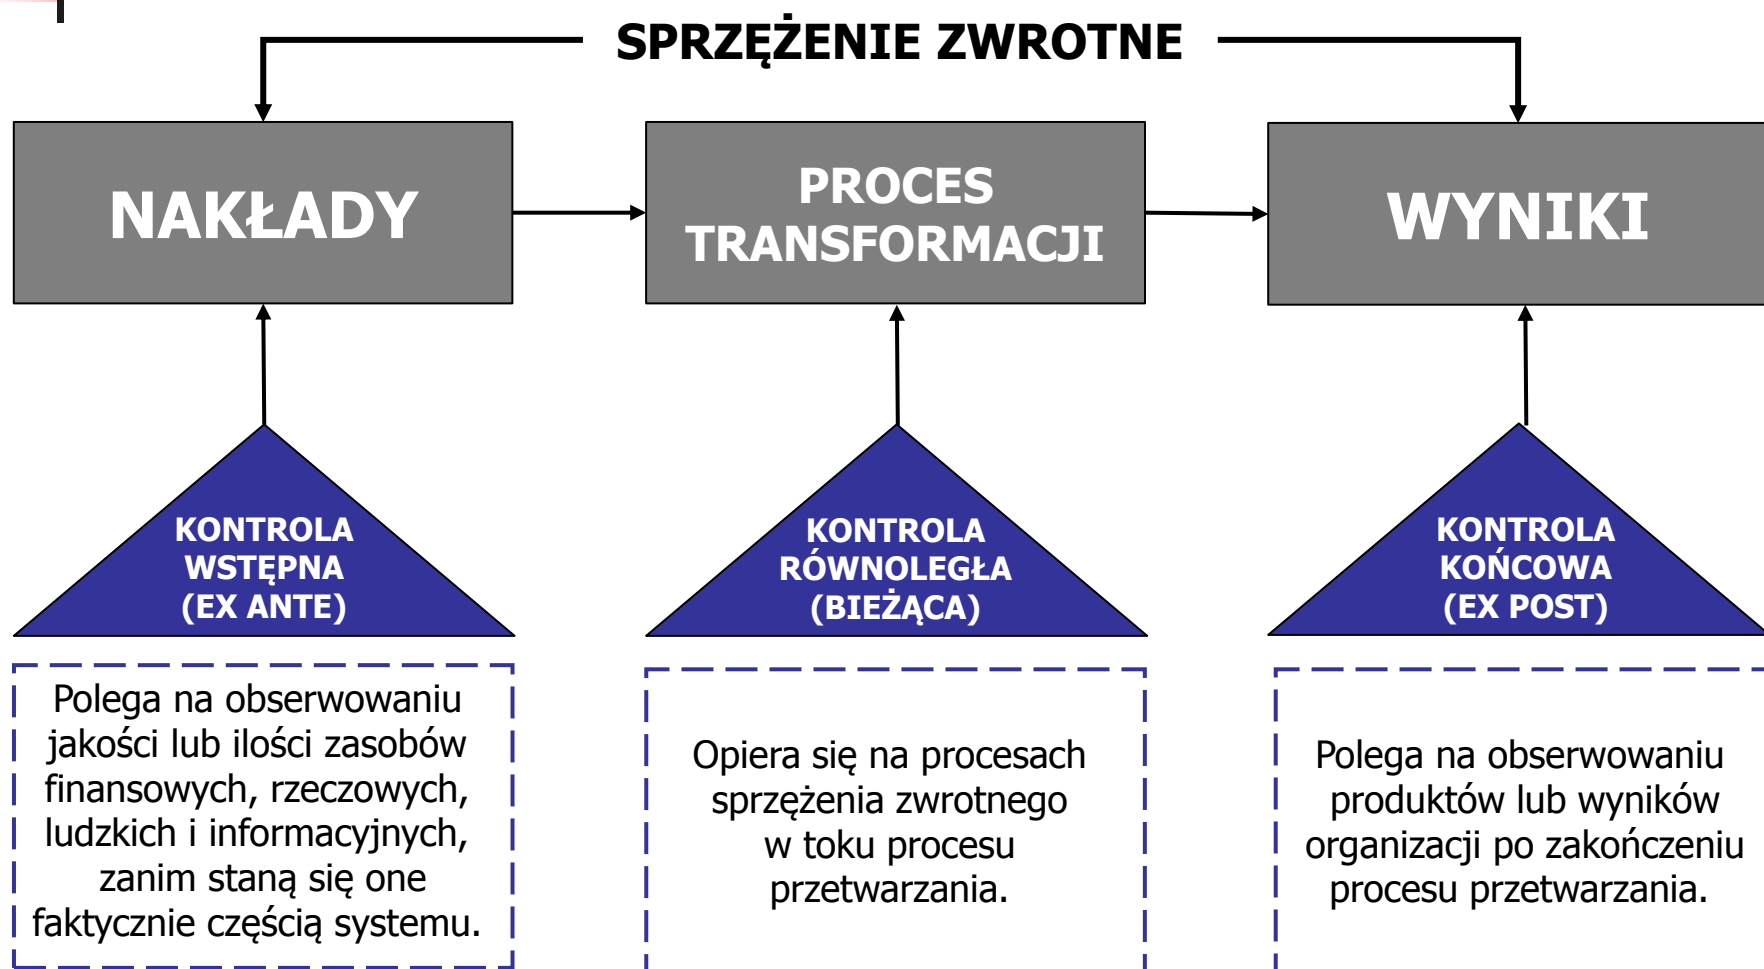 SPRZĘŻENIE ZWROTNE
NAKŁADY
PROCES
TRANSFORMACJI
WYNIKI
KONTROLA
WSTĘPNA
(EX ANTE)
KONTROLA
RÓWNOLEGŁA
(BIEŻĄCA)
KONTROLA
KOŃCOWA
(EX POST)
Polega na obserwowaniu
jakości lub ilości zasobów
finansowych, rzeczowych,
ludzkich i informacyjnych,
zanim staną się one
faktycznie częścią systemu.
Opiera się na procesach
sprzężenia zwrotnego
w toku procesu
przetwarzania.
Polega na obserwowaniu
produktów lub wyników
organizacji po zakończeniu
procesu przetwarzania.